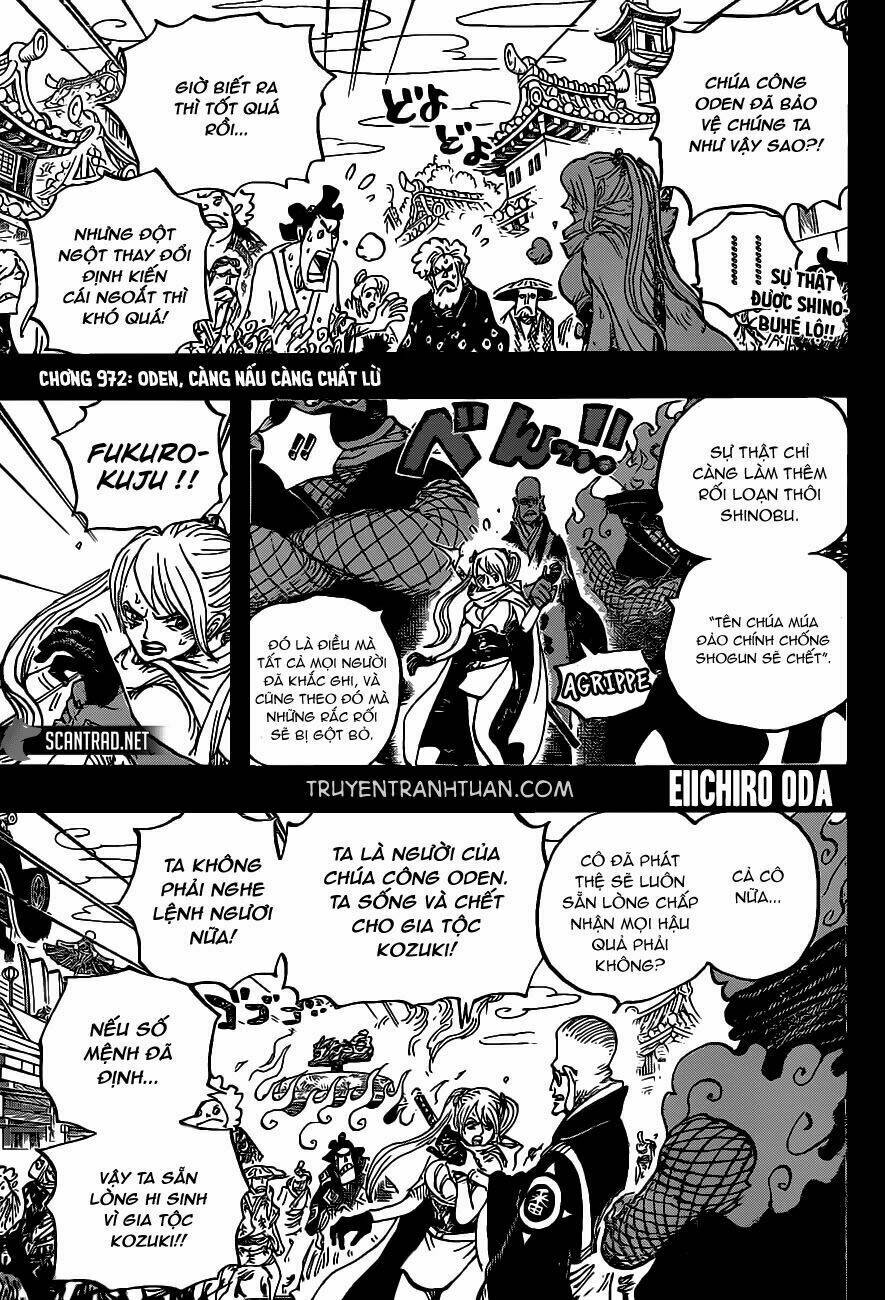 CHÚA CÔNG
ODEN ĐÃ BẢO
VỆ CHÚNG TA
NHƯ VẬY SAO?!
SỰ THẬT
ĐƯỢC SHINO-
BUHÉ LỘ!!
どよ
どよ
GIỜ BIẾT RA
THÌ TỐT QUÁ
RỒI...
NHƯNG ĐỘT
NGỘT THAY ĐỔI
ĐỊNH KIẾN
CÁI NGOẮT THÌ
KHÓ QUÁ!
CHƠNG 972: ODEN, CÀNG NẤU CÀNG CHẤT LỪ
SỰ THẬT CHỈ
CÀNG LÀM THÊM
RỐI LOẠN THÔI
SHINOBU.
"TÊN CHÚA MÚA
ĐẢO CHÍNH CHỐNG
SHOGUN SẼ CHẾT".
!!
AGRIPPE
ĐÓ LÀ ĐIỀU MÀ
TẤT CẢ MỌI NGƯỜI
ĐÃ KHẮC GHI, VÀ
CŨNG THEO ĐÓ MÀ
NHỮNG RẮC RỐI
SẼ BỊ GỘT BỎ.
FUKURO-
KUJU !!
SCANTRAD.NET
TRUYENTRANHTUAN.COM
EIICHIRO ODA
CẢ CÔ
NỮA...
CÔ ĐÃ PHÁT
THỆ SẼ LUÔN
SẴN LÒNG CHẤP
NHẬN MỌI HẬU
QUẢ PHẢI
KHÔNG?
TA LÀ NGƯỜI CỦA
CHÚA CÔNG ODEN.
TA SỐNG VÀ CHẾT
CHO GIA TỘC
KOZUKI!
TA KHÔNG
PHẢI NGHE
LỆNH NGƯƠI
NỮA!
NẾU SỐ
MỆNH ĐÃ
ĐỊNH...
VẬY TA SẴN
LÒNG HI SINH
VÌ GIA TỘC
KOZUKI!!
番